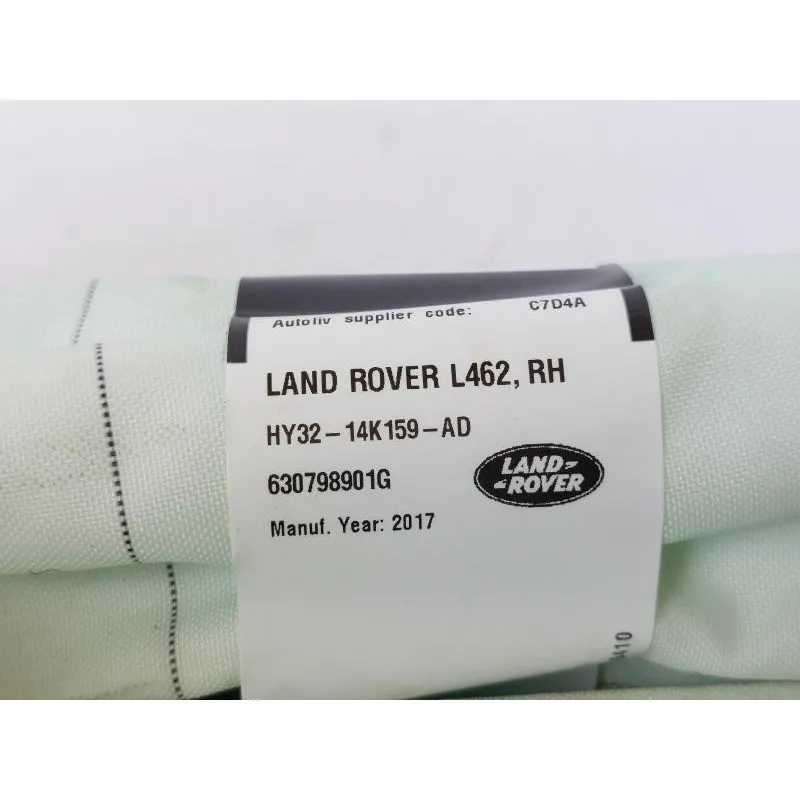 Autoliv supplier code: C7D4A
LAND ROVER L462, RH
HY32-14K159-AD
630798901G
LAND-
-ROVER
Manuf. Year: 2017